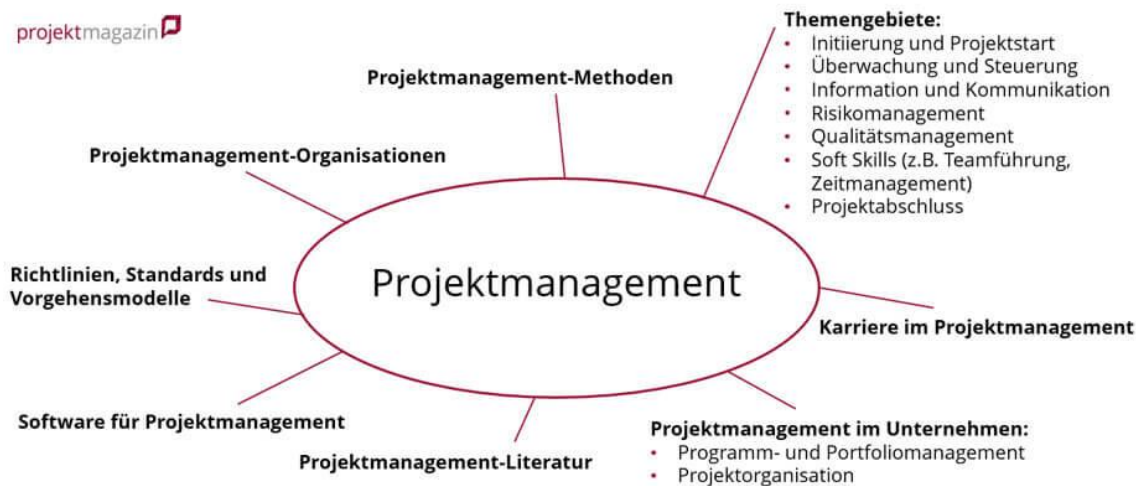 projektmagazin
Themengebiete:
• Initiierung und Projektstart
• Überwachung und Steuerung
• Information und Kommunikation
• Risikomanagement
• Qualitätsmanagement
• Soft Skills (z.B. Teamführung,
Zeitmanagement)
• Projektabschluss
Projektmanagement-Methoden
Projektmanagement-Organisationen
Richtlinien, Standards und
Vorgehensmodelle
Projektmanagement
Karriere im Projektmanagement
Software für Projektmanagement
Projektmanagement-Literatur
Projektmanagement im Unternehmen:
• Programm- und Portfoliomanagement
• Projektorganisation